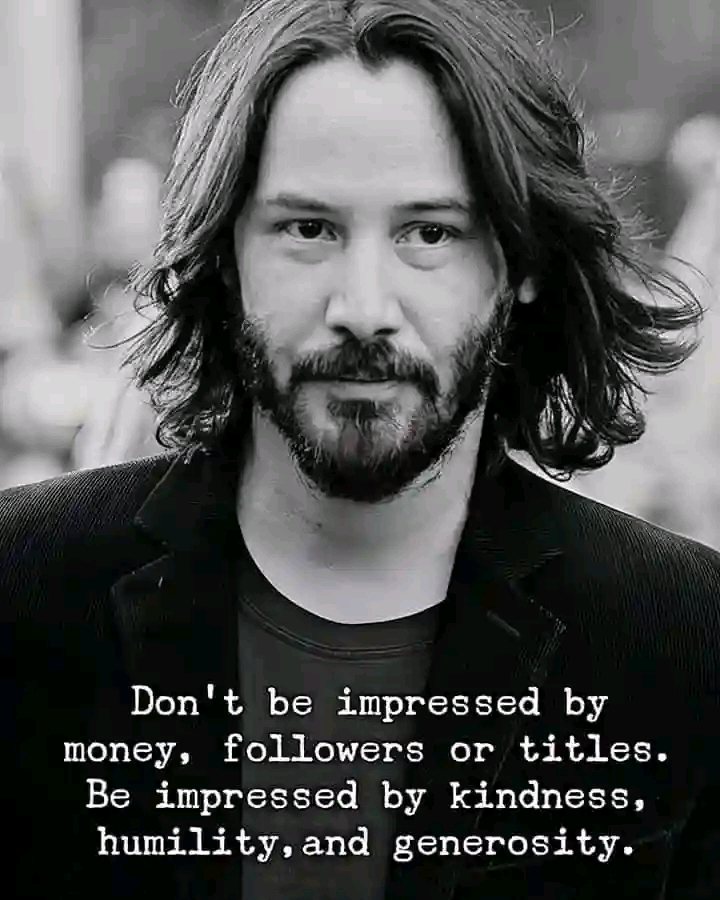 Don't be impressed by
money, followers or titles.
Be impressed by kindness,
humility,and generosity.